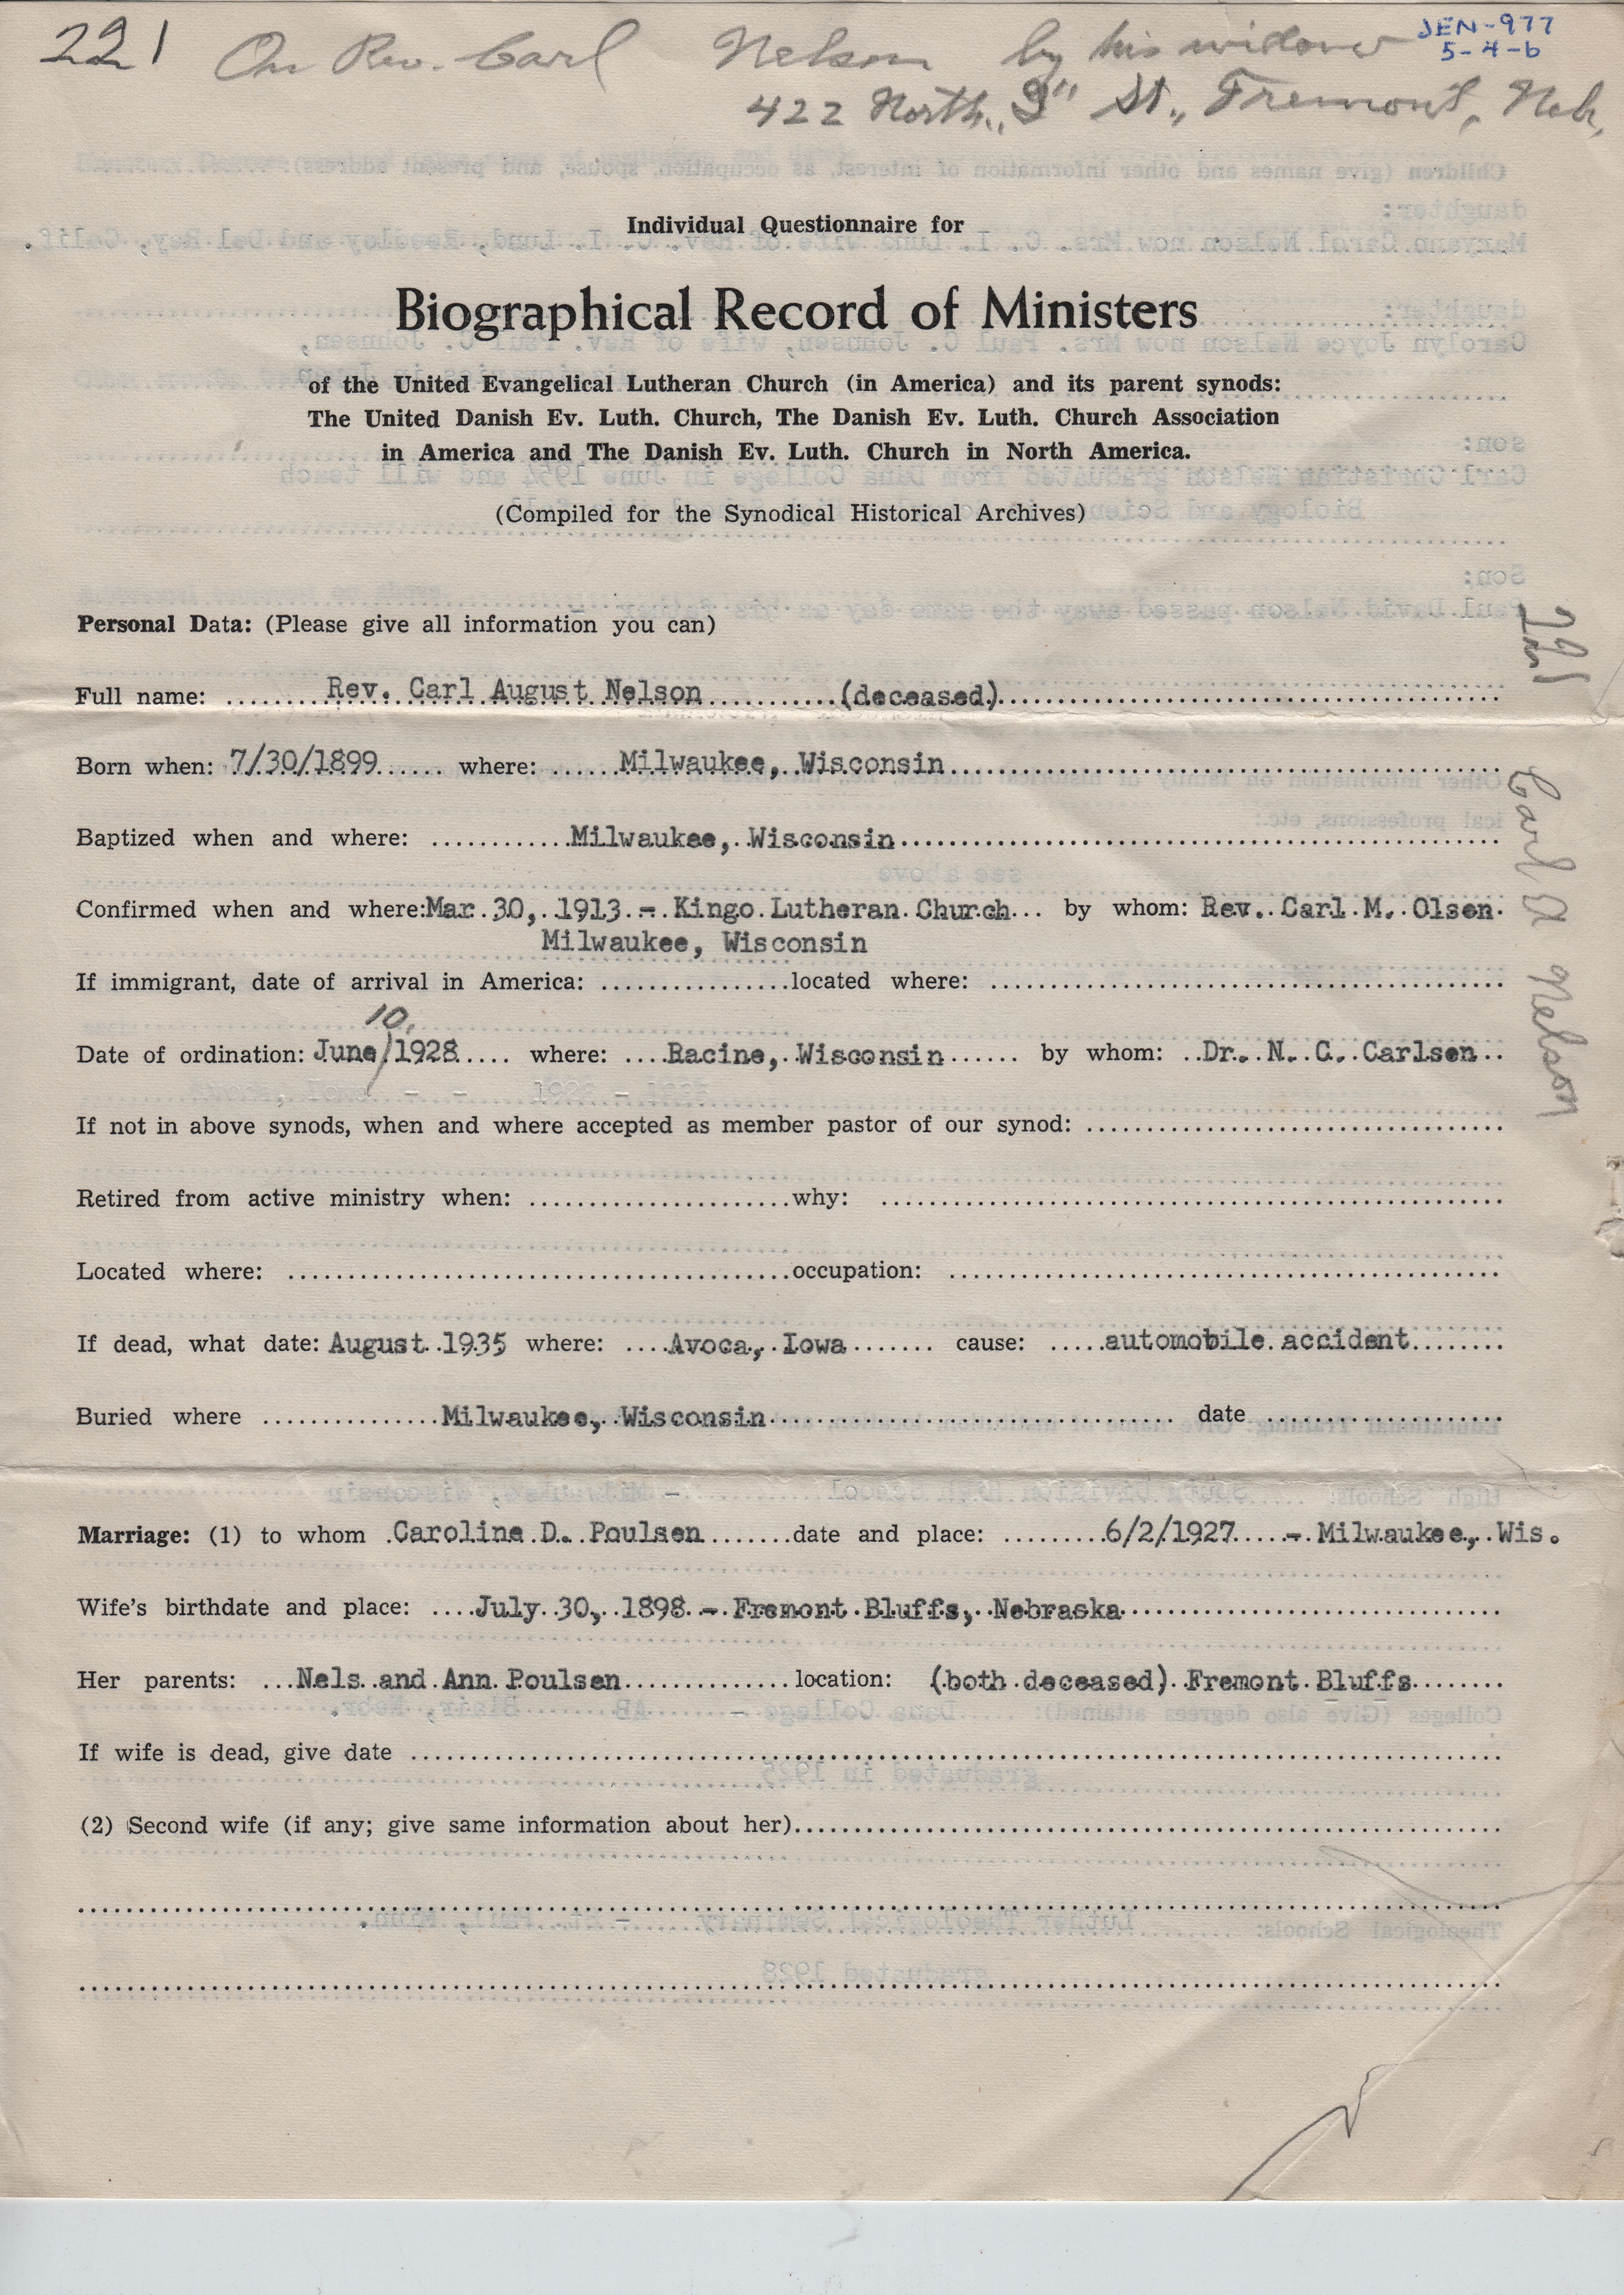 221 On Rev. Carl Nelson by his widow JEN-977
5-4-b
422 North "I" St., Fremont, Neb.
Individual Questionnaire for
Biographical Record of Ministers
of the United Evangelical Lutheran Church (in America) and its parent synods:
The United Danish Ev. Luth. Church, The Danish Ev. Luth. Church Association
in America and The Danish Ev. Luth. Church in North America.
(Compiled for the Synodical Historical Archives)
Personal Data: (Please give all information you can)
Full name: Rev. Carl August Nelson (deceased)
Born when: 7/30/1899 where: Milwaukee, Wisconsin
Baptized when and where: Milwaukee, Wisconsin
Confirmed when and where: Mar. 30, 1913 - Kingo Lutheran Church by whom: Rev. Carl M. Olsen
Milwaukee, Wisconsin
If immigrant, date of arrival in America: located where:
10,
Date of ordination: June/1928 where: Racine, Wisconsin by whom: Dr. N. C. Carlsen
If not in above synods, when and where accepted as member pastor of our synod:
Retired from active ministry when: why:
Located where: occupation:
If dead, what date: August 1935 where: Avoca, Iowa cause: automobile accident
Buried where Milwaukee, Wisconsin date
Marriage: (1) to whom Caroline D. Poulsen date and place: 6/2/1927 - Milwaukee, Wis.
Wife's birthdate and place: July 30, 1898 - Fremont Bluffs, Nebraska
Her parents: Nels and Ann Poulsen location: (both deceased) Fremont Bluffs
If wife is dead, give date
(2) Second wife (if any; give same information about her)
221 Carl A Nelson